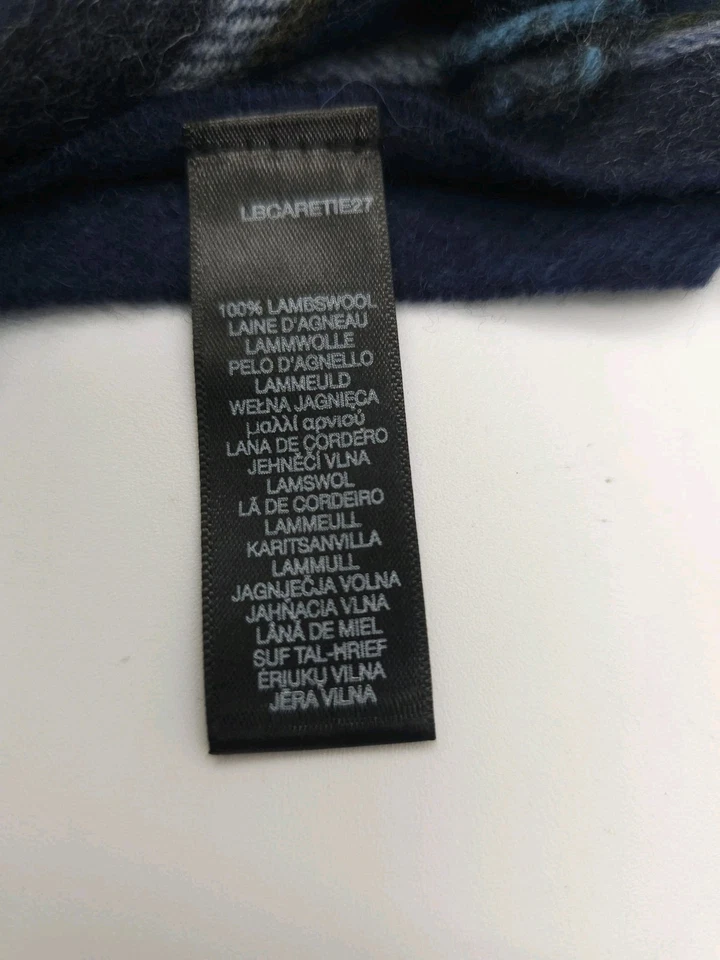 LBCARETIE27
100% LAMBSWOOL
LAINE D'AGNEAU
LAMMWOLLE
PELO D'AGNELLO
LAMMEULD
WEŁNA JAGNIĘCA
μαλλί αρνιού
LANA DE CORDERO
JEHNĚČÍ VLNA
LAMSWOL
LÃ DE CORDEIRO
LAMMEULL
KARITSANVILLA
LAMMULL
JAGNJEČJA VOLNA
JAHŇACIA VLNA
LÂNĂ DE MIEL
SUF TAL-ĦRIEF
ĖRIUKŲ VILNA
JĒRA VILNA